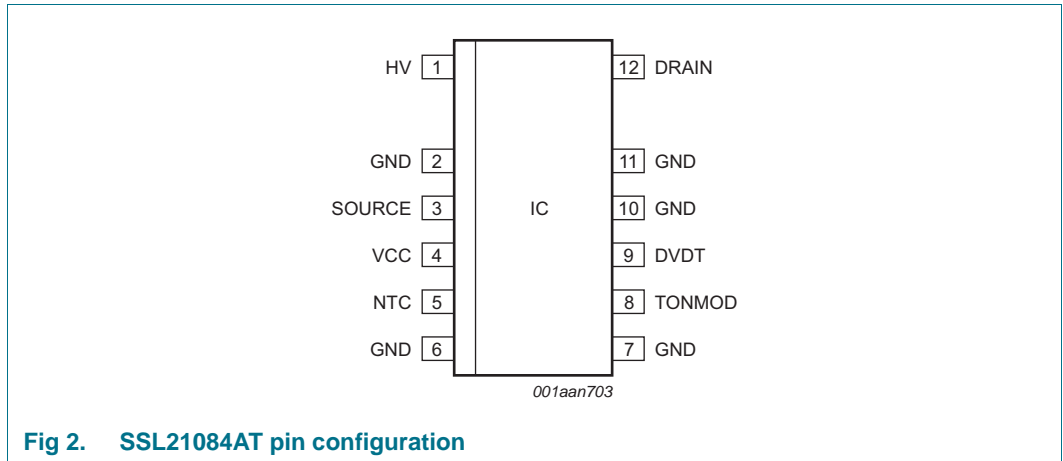 HV 1 12 DRAIN
GND 2 11 GND
SOURCE 3 IC 10 GND
VCC 4 9 DVDT
NTC 5 8 TONMOD
GND 6 7 GND
001aan703
Fig 2. SSL21084AT pin configuration